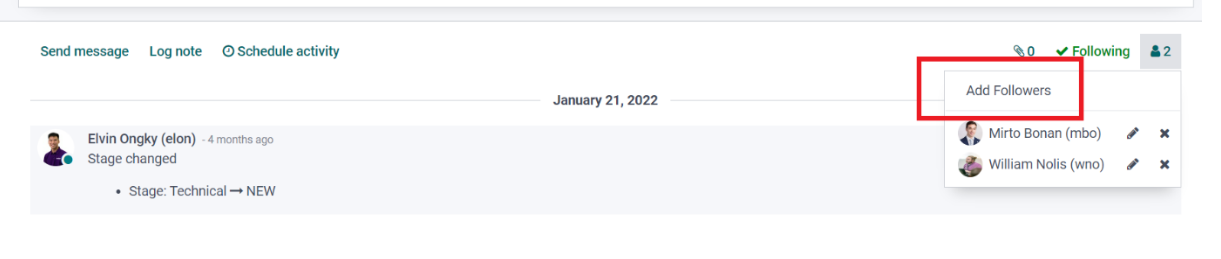 Send message Log note Schedule activity 0 Following 2
Add Followers
January 21, 2022
Mirto Bonan (mbo)
William Nolis (wno)
Elvin Ongky (elon) - 4 months ago
Stage changed
• Stage: Technical → NEW